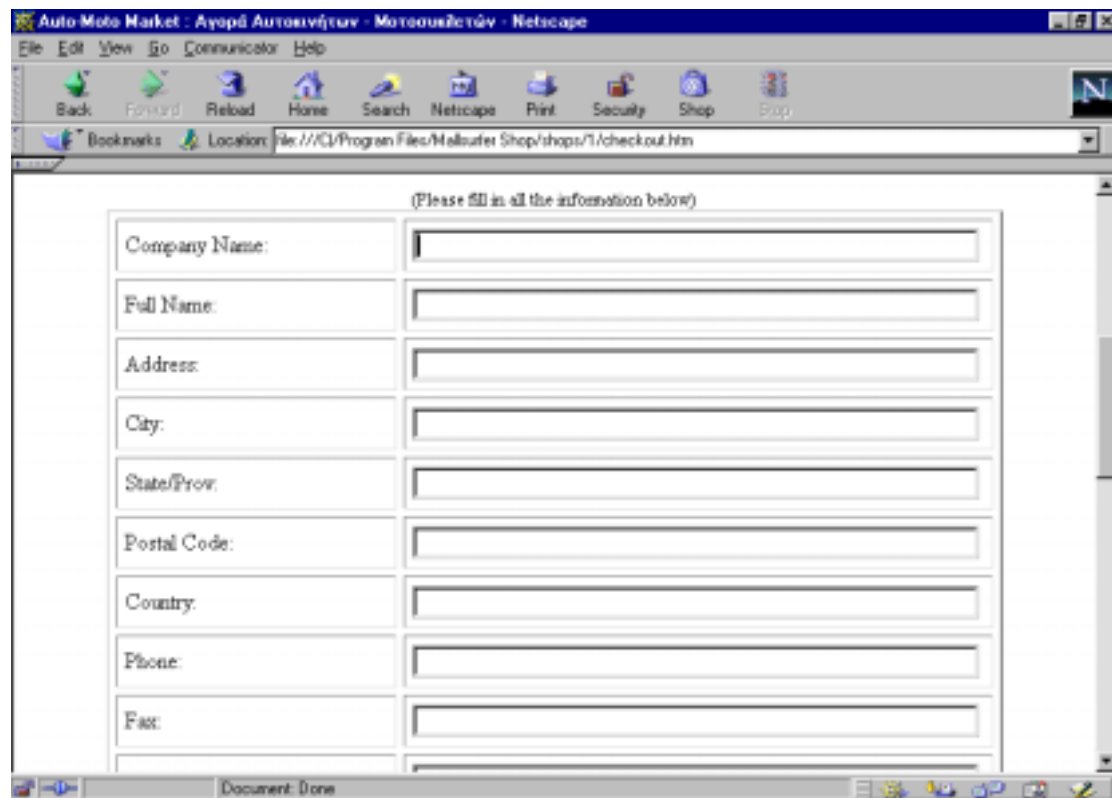 Auto-Moto Market : Αγορά Αυτοκινήτων - Μοτοσυκλετών - Netscape
File Edit View Go Communicator Help
Back Forward Reload Home Search Netscape Print Security Shop Stop
N
Bookmarks Location: file:///C|/Program Files/Mallsurfer Shop/shops/1/checkout.htm
(Please fill in all the information below)
Company Name:
Full Name:
Address:
City:
State/Prov:
Postal Code:
Country:
Phone:
Fax:
Document: Done